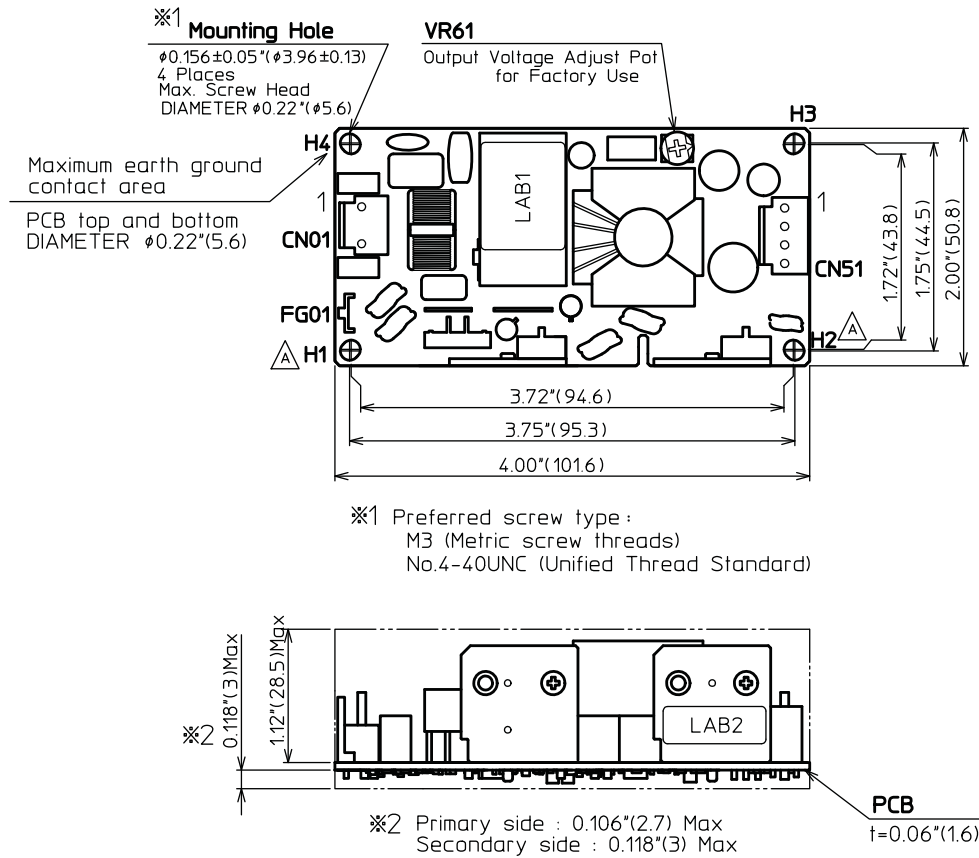 ※1 Mounting Hole
φ0.156±0.05"(φ3.96±0.13)
4 Places
Max. Screw Head
DIAMETER φ0.22"(φ5.6)
VR61
Output Voltage Adjust Pot
for Factory Use
H3
H4
Maximum earth ground
contact area
PCB top and bottom
DIAMETER φ0.22"(5.6)
1
CN01
LAB1
1
CN51
FG01
A H1
H2 A
1.72"(43.8)
1.75"(44.5)
2.00"(50.8)
3.72"(94.6)
3.75"(95.3)
4.00"(101.6)
※1 Preferred screw type:
M3 (Metric screw threads)
No.4-40UNC (Unified Thread Standard)
※2
0.118"(3)Max
1.12"(28.5)Max
LAB2
PCB
t=0.06"(1.6)
※2 Primary side : 0.106"(2.7) Max
Secondary side : 0.118"(3) Max